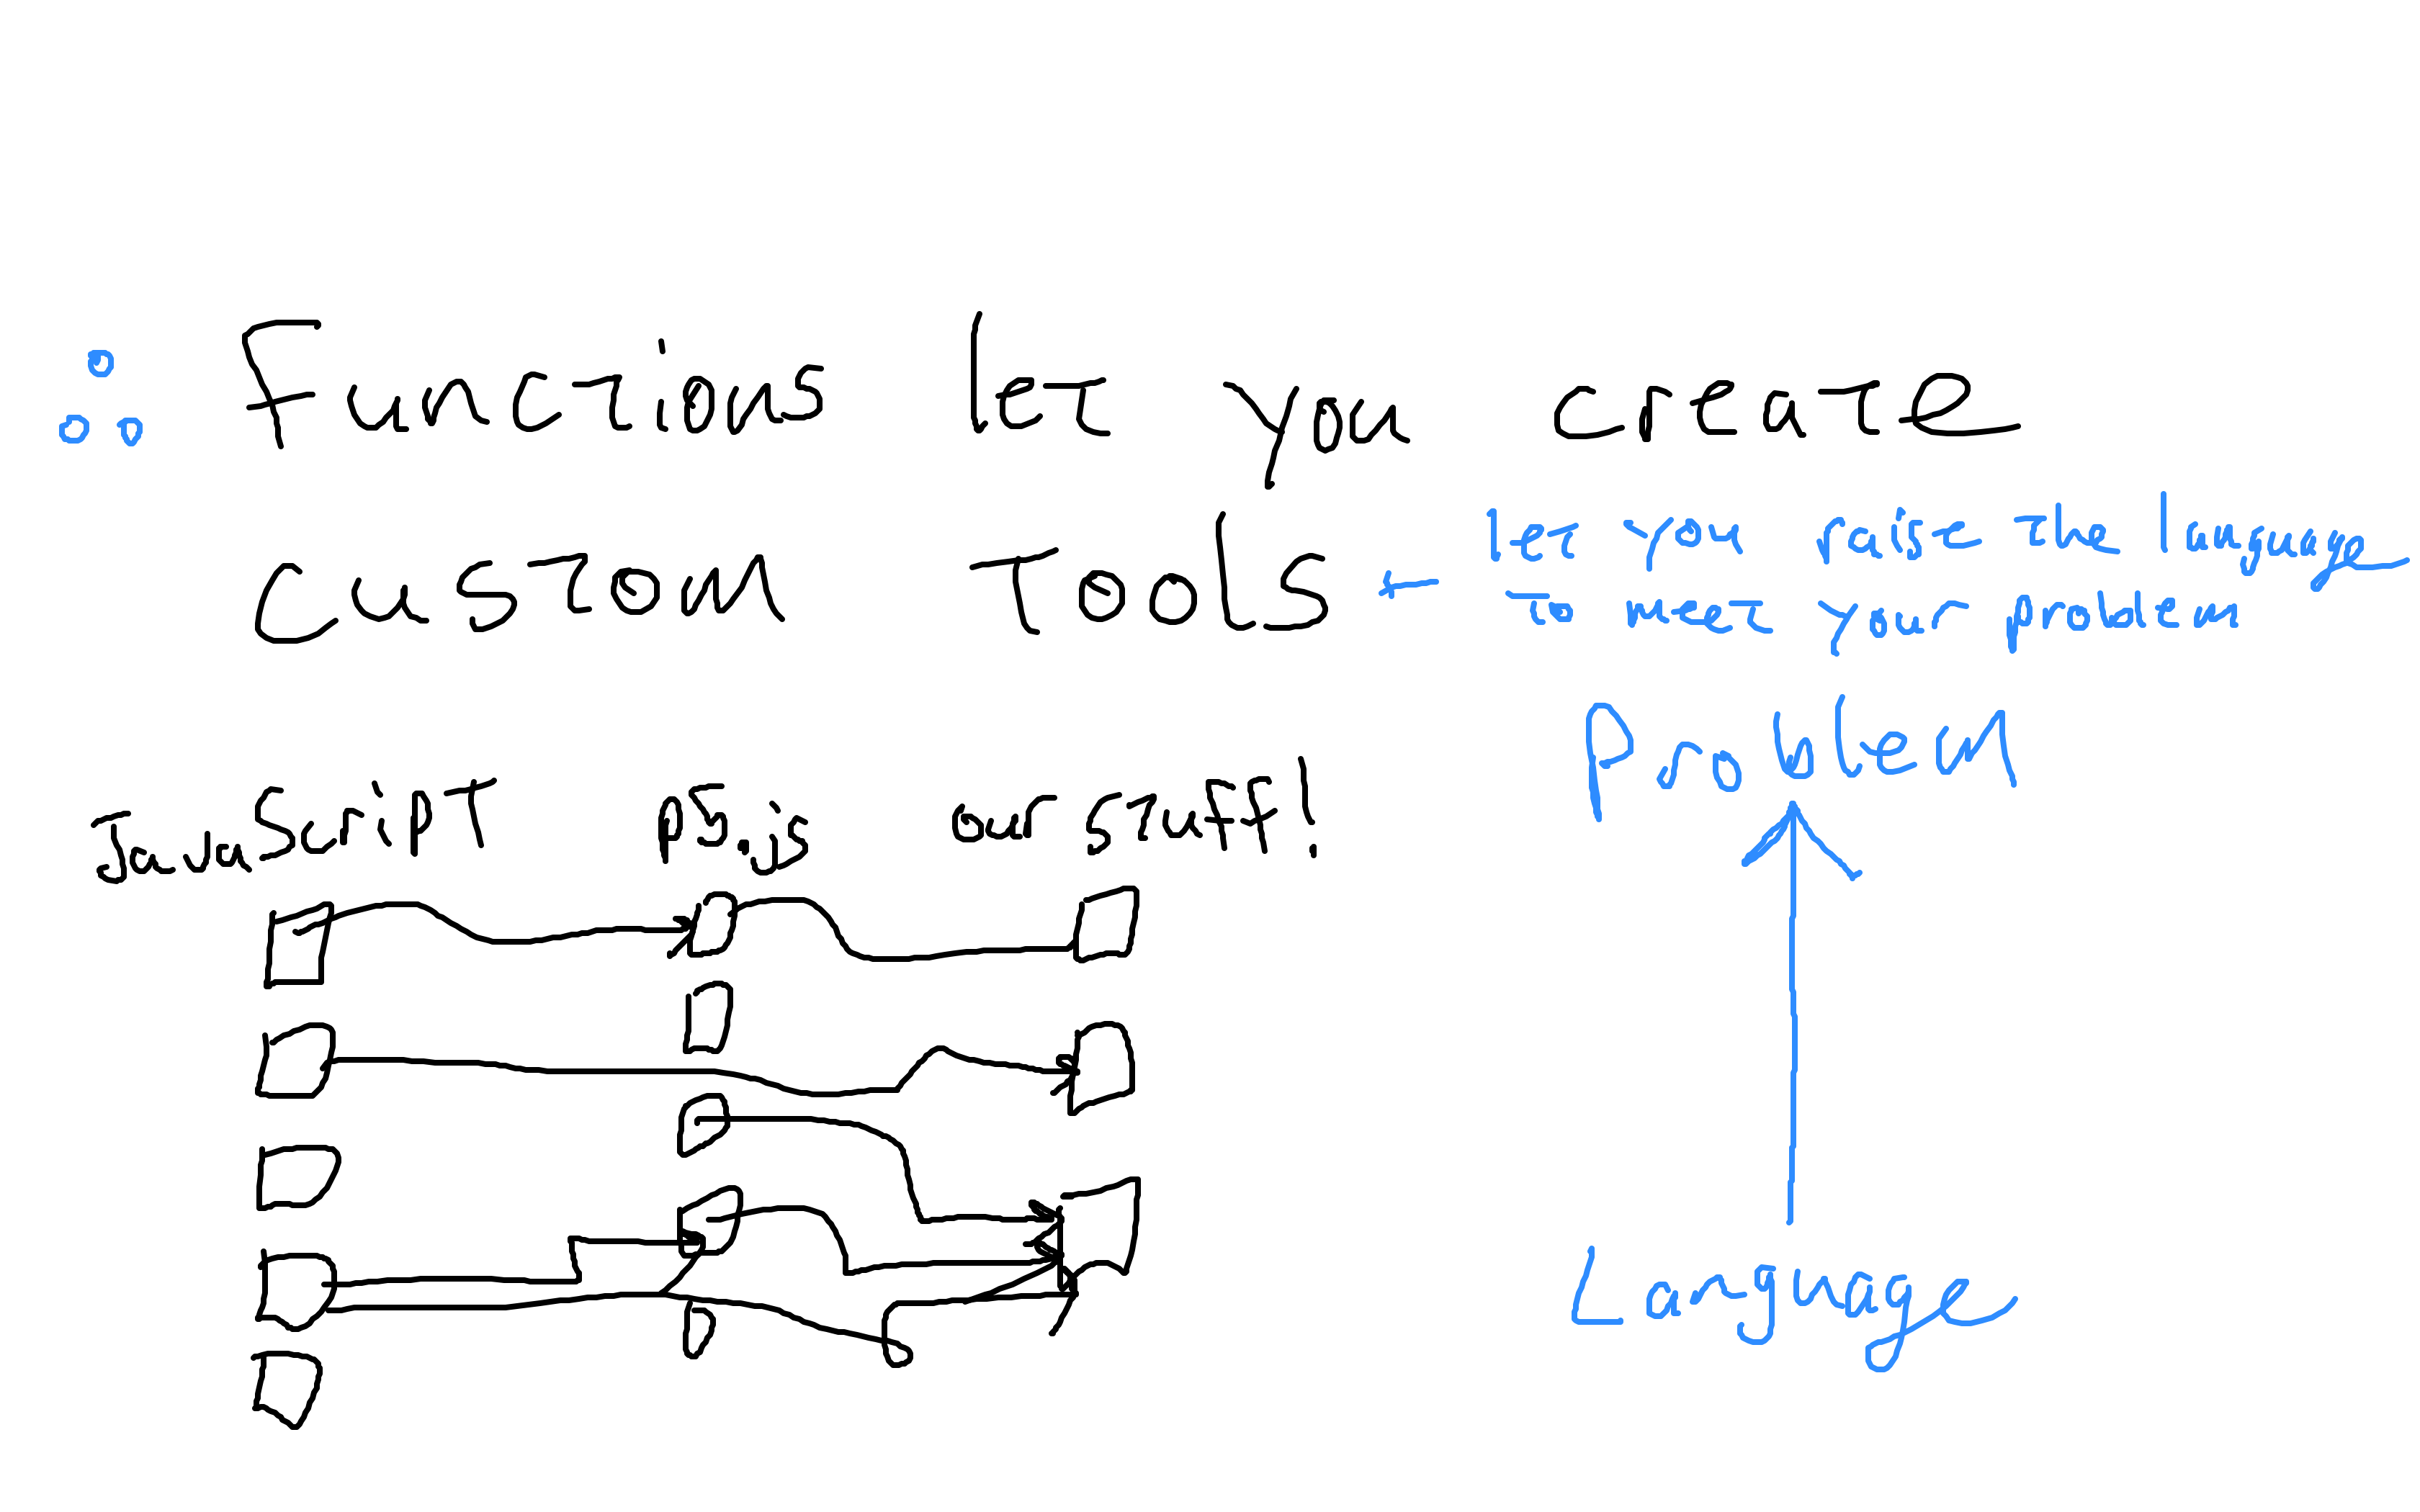 ∴ Functions let you create
custom tools ← let you raise the language
to meet your problem
Problem
JavaScript p5.js our stuff!
Language